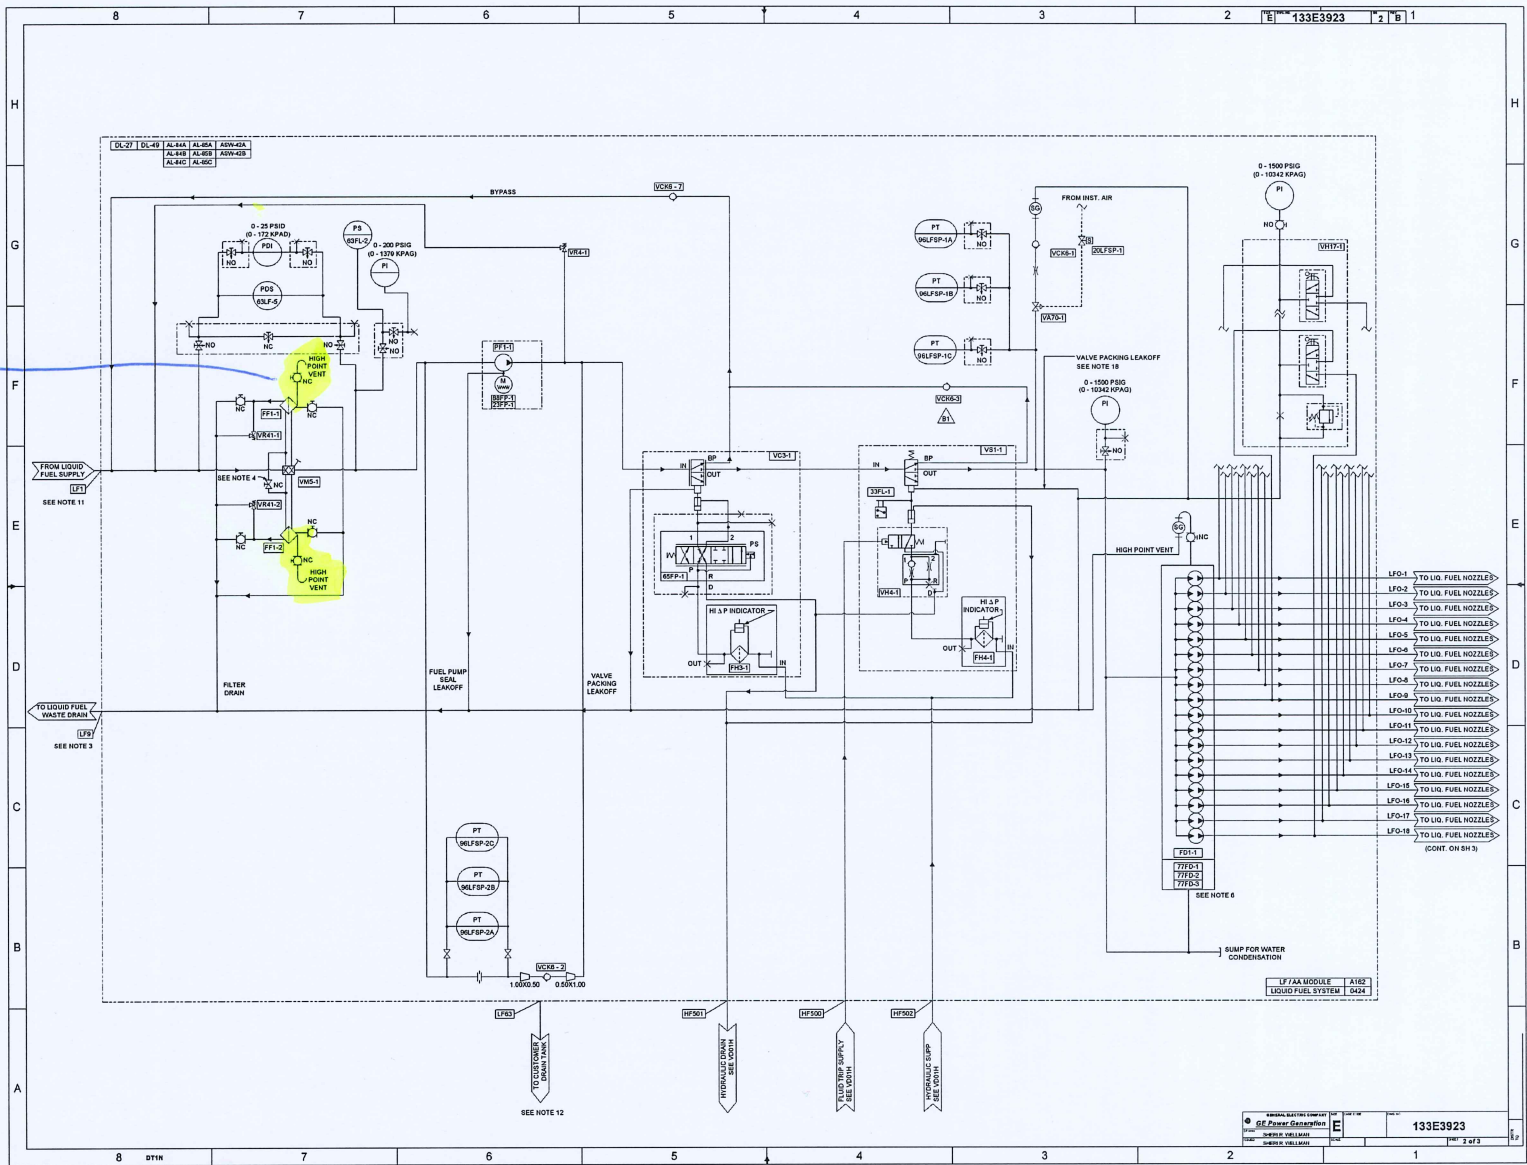 8 7 6 5 4 3 2 1
E 133E3923 2 B
H H
DL-27 DL-49 AL-84A AL-85A ASW-42A
AL-84B AL-85B ASW-42B
AL-84C AL-85C
BYPASS
VCK6 - 7
0 - 1500 PSIG
(0 - 10342 KPAG)
PI
NO
FROM INST. AIR
SG
PT
96LFSP-1A
NO
VCK6-1
S
20LFSP-1
VH17-1
G G
0 - 25 PSID
(0 - 172 KPAD)
PDI
NO NO
PS
63FL-2
0 - 200 PSIG
(0 - 1379 KPAG)
PI
VR4-1
PDS
63LF-5
PT
96LFSP-1B
NO
VA70-1
NO
NC
NO
NO
NO
PF1-1
M
88FP-1
23FP-1
PT
96LFSP-1C
NO
VALVE PACKING LEAKOFF
SEE NOTE 18
0 - 1500 PSIG
(0 - 10342 KPAG)
PI
NO
F F
HIGH
POINT
VENT
NC
NC
NC
FF1-1
VR41-1
VCK6-3
B1
FROM LIQUID
FUEL SUPPLY
LF1
SEE NOTE 11
SEE NOTE 4
NC
VM5-1
VR41-2
NC
NC
FF1-2
NC
HIGH
POINT
VENT
IN
BP
OUT
VC3-1
IN
BP
OUT
VS1-1
33FL-1
1 2
PS
P R
D
65FP-1
1 2
P R
D
VH4-1
E E
HIGH POINT VENT
SG
NC
HI Δ P INDICATOR
OUT
IN
FH3-1
HI Δ P
INDICATOR
OUT
IN
FH4-1
LFO-1 TO LIQ. FUEL NOZZLES
LFO-2 TO LIQ. FUEL NOZZLES
LFO-3 TO LIQ. FUEL NOZZLES
LFO-4 TO LIQ. FUEL NOZZLES
LFO-5 TO LIQ. FUEL NOZZLES
LFO-6 TO LIQ. FUEL NOZZLES
LFO-7 TO LIQ. FUEL NOZZLES
LFO-8 TO LIQ. FUEL NOZZLES
LFO-9 TO LIQ. FUEL NOZZLES
LFO-10 TO LIQ. FUEL NOZZLES
LFO-11 TO LIQ. FUEL NOZZLES
LFO-12 TO LIQ. FUEL NOZZLES
LFO-13 TO LIQ. FUEL NOZZLES
LFO-14 TO LIQ. FUEL NOZZLES
LFO-15 TO LIQ. FUEL NOZZLES
LFO-16 TO LIQ. FUEL NOZZLES
LFO-17 TO LIQ. FUEL NOZZLES
LFO-18 TO LIQ. FUEL NOZZLES
(CONT. ON SH 3)
D D
FILTER
DRAIN
FUEL PUMP
SEAL
LEAKOFF
VALVE
PACKING
LEAKOFF
TO LIQUID FUEL
WASTE DRAIN
LF9
SEE NOTE 3
C C
PT
96LFSP-2C
PT
96LFSP-2B
PT
96LFSP-2A
FD1-1
77FD-1
77FD-2
77FD-3
SEE NOTE 6
B B
VCK6 - 2
1.00X0.50 0.50X1.00
SUMP FOR WATER
CONDENSATION
LF / AA MODULE A162
LIQUID FUEL SYSTEM 0424
LF63
HF501
HF500
HF502
TO CUSTOMER
DRAIN TANK
SEE NOTE 12
HYDRAULIC DRAIN
SEE VD01H
FLUID TRIP SUPPLY
SEE VD01H
HYDRAULIC SUPP
SEE VD01H
A
GENERAL ELECTRIC COMPANY
GE Power Generation
E
133E3923
SHERI R WELLMAN
SHERI R WELLMAN
2 of 3
8 DT1N 7 6 5 4 3 2 1